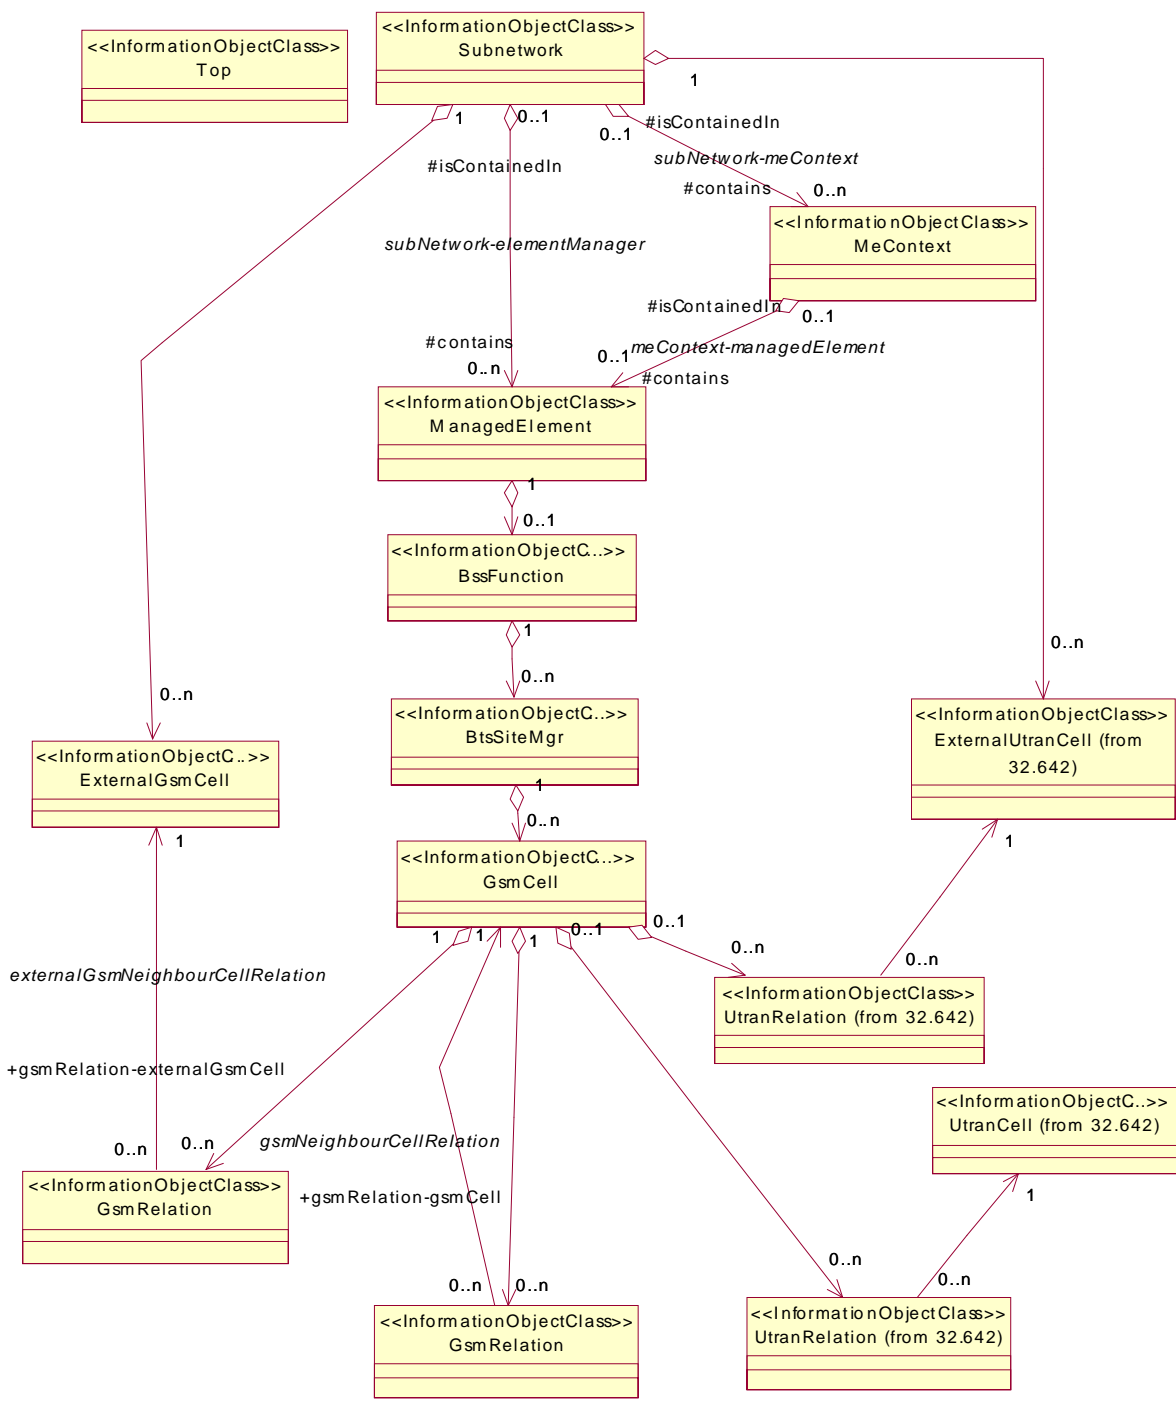 <<InformationObjectClass>>
Top
<<InformationObjectClass>>
Subnetwork
1
1
0..1
0..1
#isContainedIn
#isContainedIn
subNetwork-meContext
#contains
0..n
<<InformationObjectClass>>
MeContext
subNetwork-elementManager
#isContainedIn
0..1
#contains
0..n
0..1
meContext-managedElement
#contains
<<InformationObjectClass>>
ManagedElement
1
0..1
<<InformationObjectC...>>
BssFunction
1
0..n
0..n
0..n
<<InformationObjectC...>>
BtsSiteMgr
<<InformationObjectClass>>
ExternalUtranCell (from
32.642)
<<InformationObjectC...>>
ExternalGsmCell
1
0..n
1
1
<<InformationObjectC...>>
GsmCell
1
1
1
0..1
0..1
0..n
0..n
externalGsmNeighbourCellRelation
<<InformationObjectClass>>
UtranRelation (from 32.642)
+gsmRelation-externalGsmCell
<<InformationObjectC...>>
UtranCell (from 32.642)
0..n
0..n
gsmNeighbourCellRelation
<<InformationObjectClass>>
GsmRelation
+gsmRelation-gsmCell
1
0..n
0..n
0..n
0..n
<<InformationObjectClass>>
GsmRelation
<<InformationObjectClass>>
UtranRelation (from 32.642)